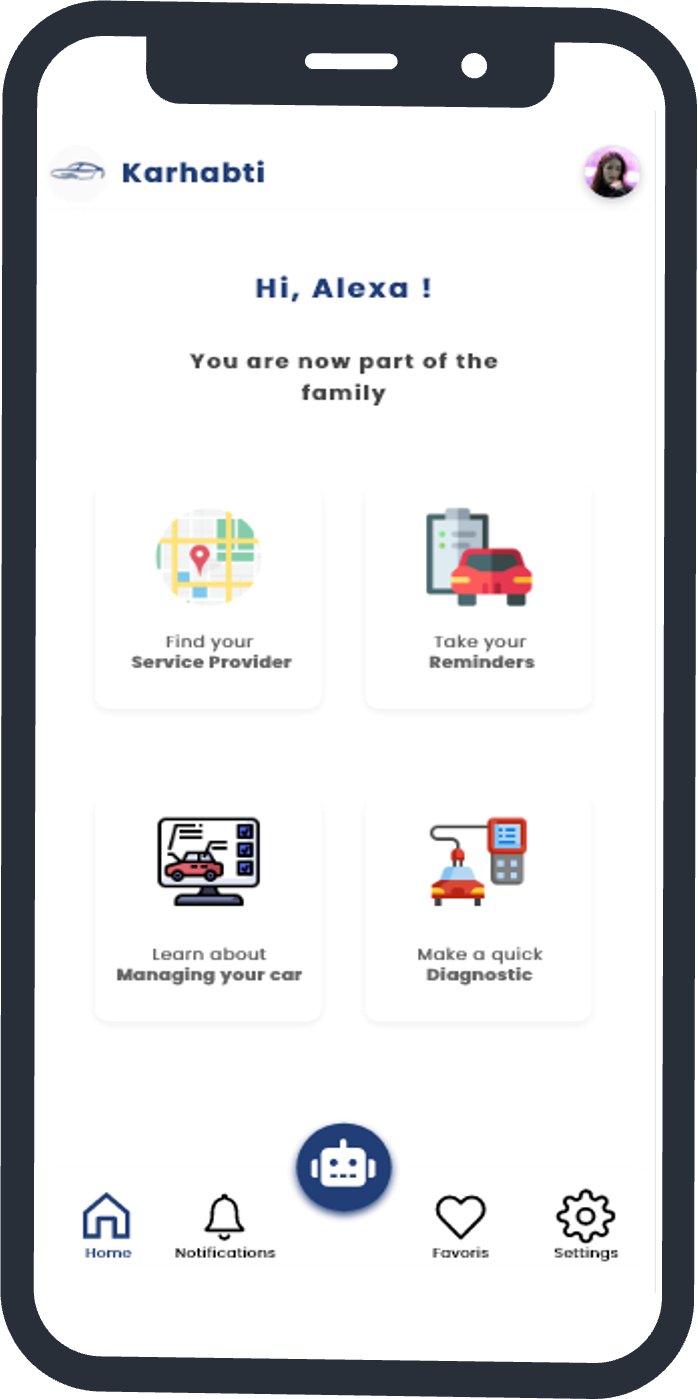 Karhabti
Hi, Alexa !
You are now part of the
family
Find your
Service Provider
Take your
Reminders
Learn about
Managing your car
Make a quick
Diagnostic
Home
Notifications
Favoris
Settings